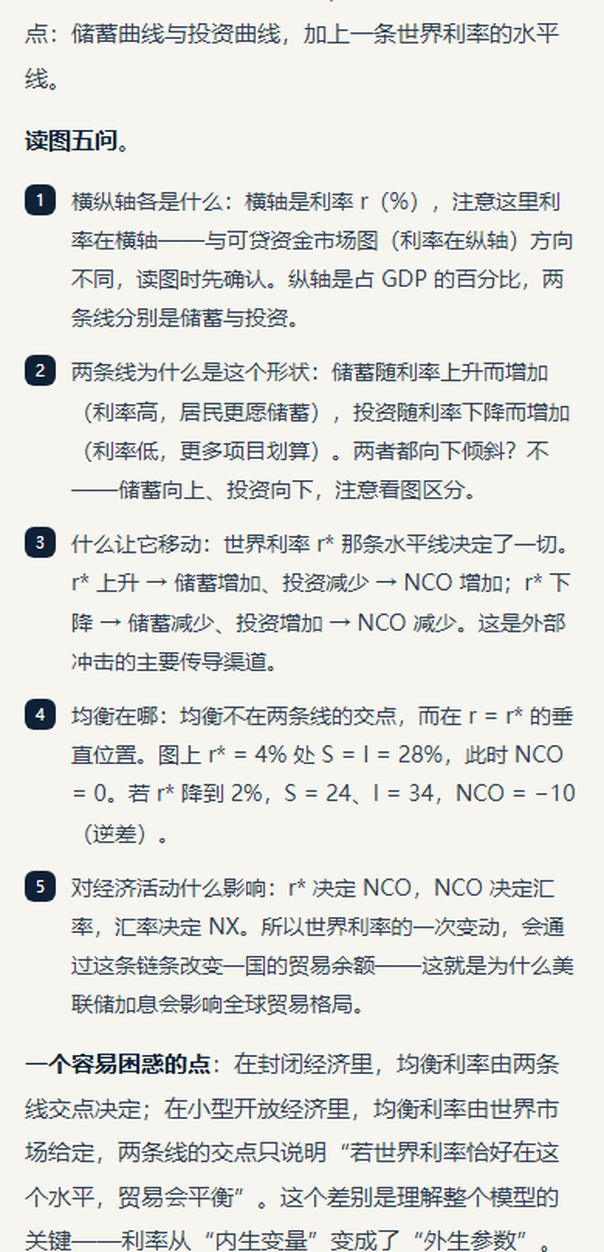 点：储蓄曲线与投资曲线，加上一条世界利率的水平
线。
读图五问。
1 横纵轴各是什么：横轴是利率 r（%），注意这里利
率在横轴——与可贷资金市场图（利率在纵轴）方向
不同，读图时先确认。纵轴是占 GDP 的百分比，两
条线分别是储蓄与投资。
2 两条线为什么是这个形状：储蓄随利率上升而增加
（利率高，居民更愿储蓄），投资随利率下降而增加
（利率低，更多项目划算）。两者都向下倾斜？不
——储蓄向上、投资向下，注意看图区分。
3 什么让它移动：世界利率 r* 那条水平线决定了一切。
r* 上升 → 储蓄增加、投资减少 → NCO 增加；r* 下
降 → 储蓄减少、投资增加 → NCO 减少。这是外部
冲击的主要传导渠道。
4 均衡在哪：均衡不在两条线的交点，而在 r = r* 的垂
直位置。图上 r* = 4% 处 S = I = 28%，此时 NCO
= 0。若 r* 降到 2%，S = 24、I = 34，NCO = −10
（逆差）。
5 对经济活动什么影响：r* 决定 NCO，NCO 决定汇
率，汇率决定 NX。所以世界利率的一次变动，会通
过这条链条改变一国的贸易余额——这就是为什么美
联储加息会影响全球贸易格局。
一个容易困惑的点：在封闭经济里，均衡利率由两条
线交点决定；在小型开放经济里，均衡利率由世界市
场给定，两条线的交点只说明“若世界利率恰好在这
个水平，贸易会平衡”。这个差别是理解整个模型的
关键——利率从“内生变量”变成了“外生参数”。